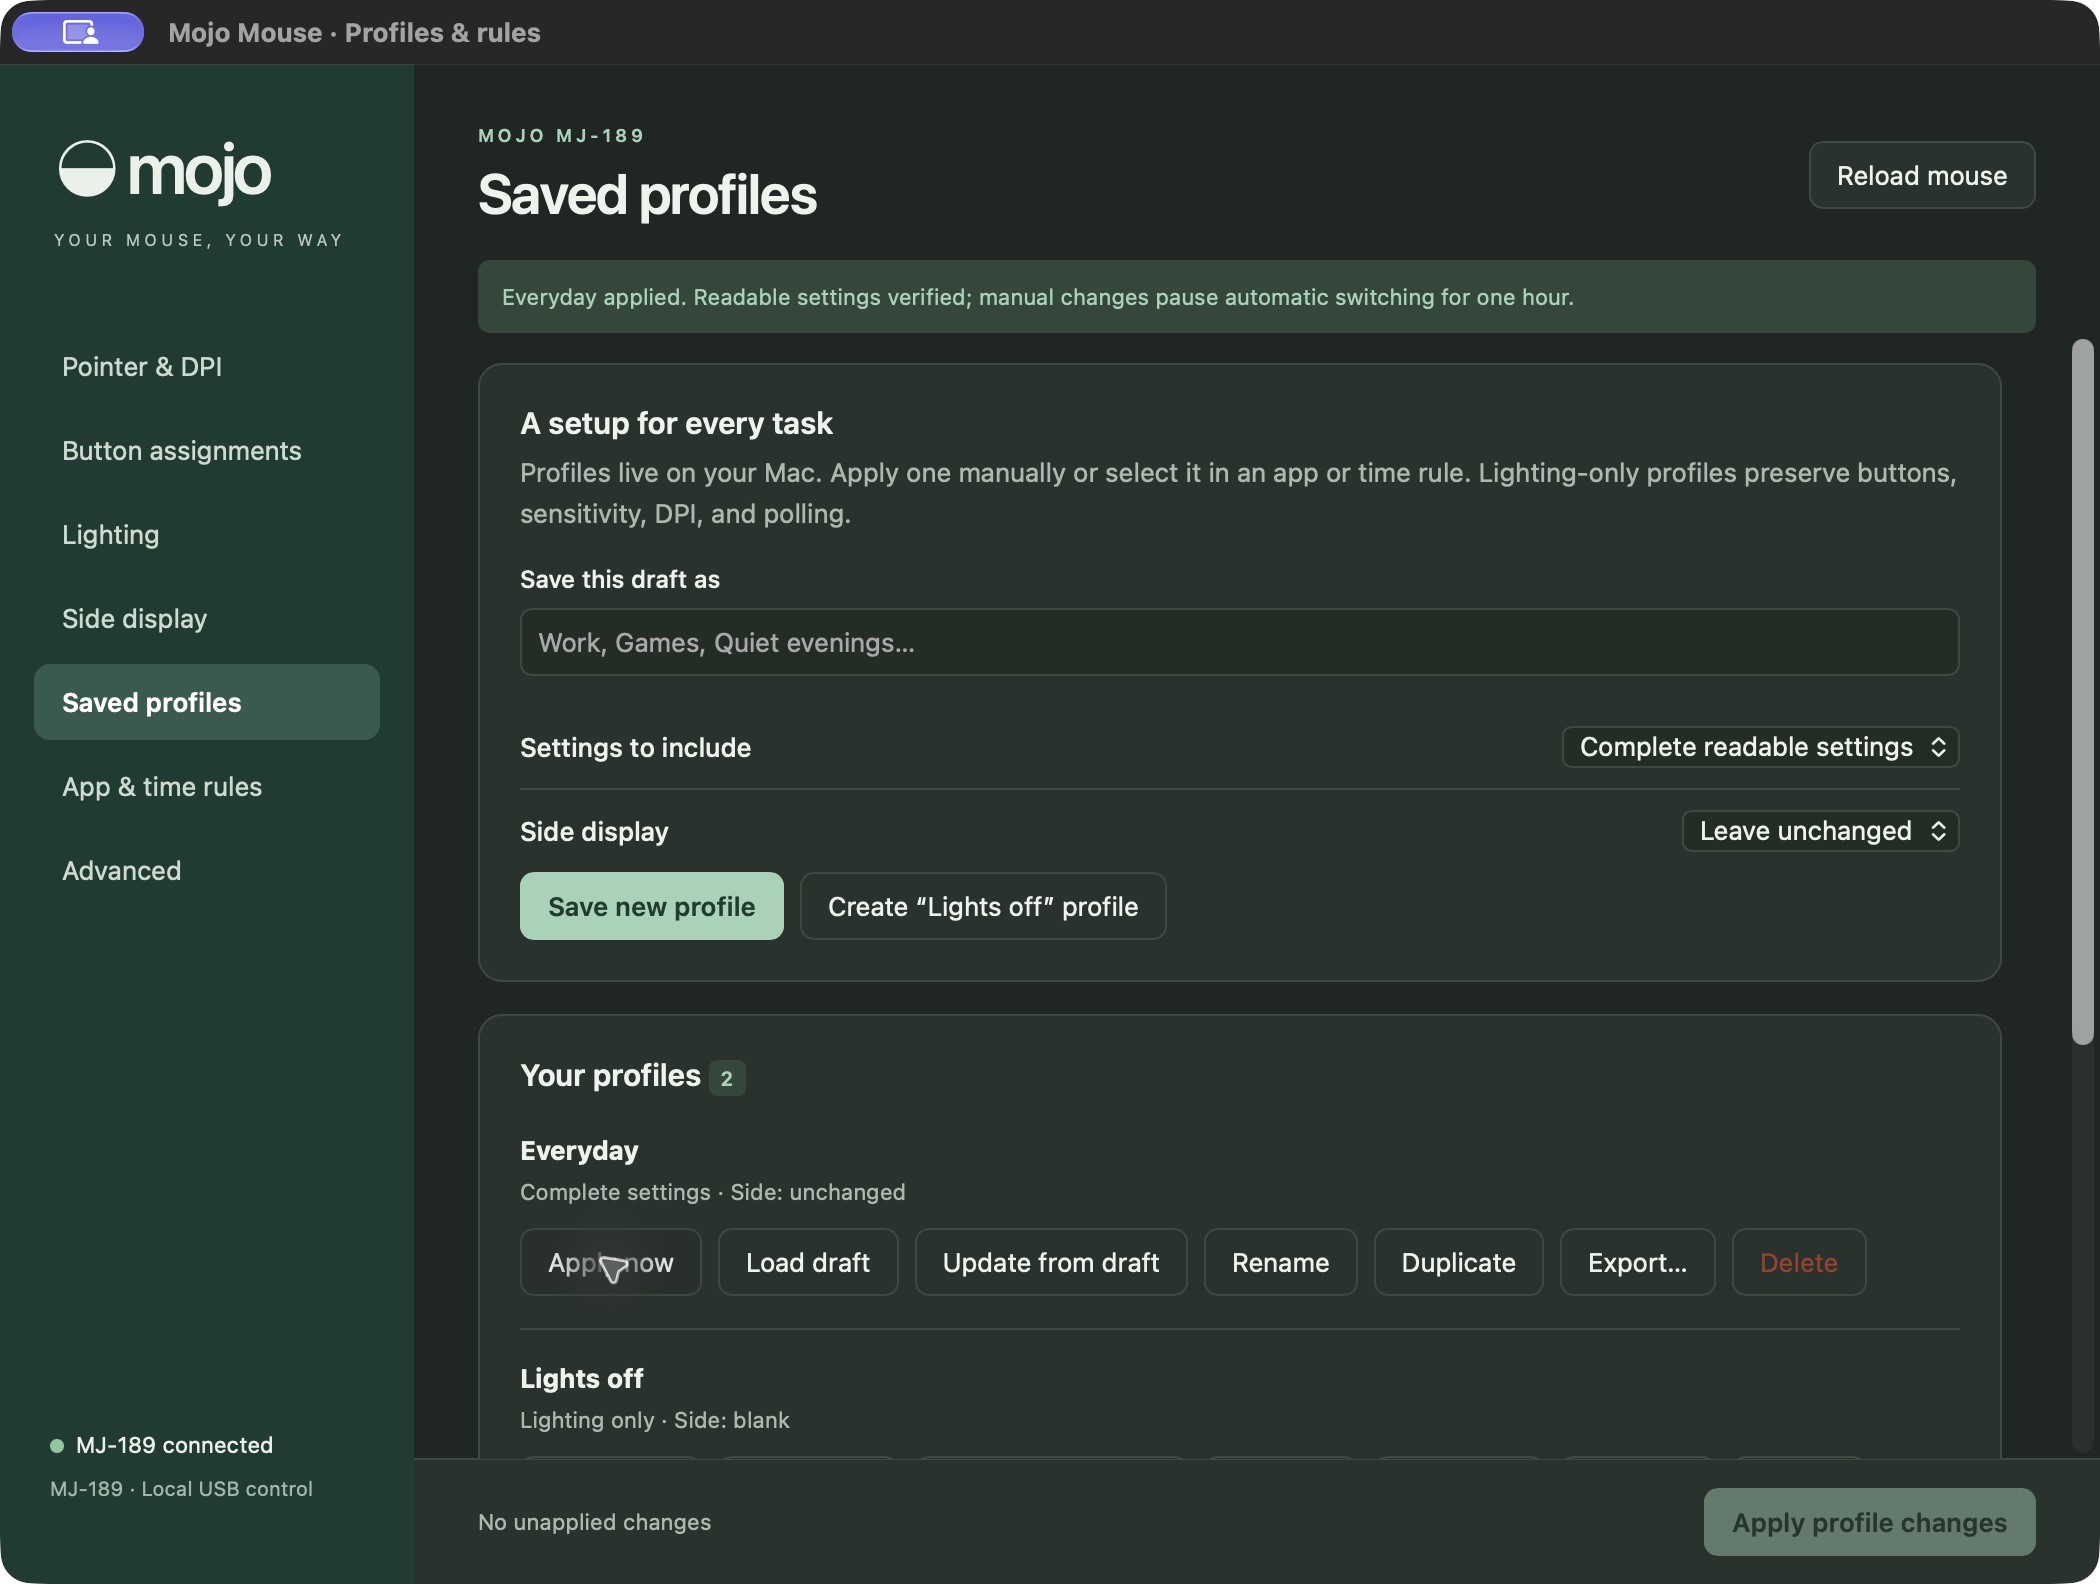 Mojo Mouse · Profiles & rules
mojo
YOUR MOUSE, YOUR WAY
Pointer & DPI
Button assignments
Lighting
Side display
Saved profiles
App & time rules
Advanced
MJ-189 connected
MJ-189 · Local USB control
MOJO MJ-189
Saved profiles
Reload mouse
Everyday applied. Readable settings verified; manual changes pause automatic switching for one hour.
A setup for every task
Profiles live on your Mac. Apply one manually or select it in an app or time rule. Lighting-only profiles preserve buttons,
sensitivity, DPI, and polling.
Save this draft as
Work, Games, Quiet evenings...
Settings to include
Complete readable settings
Side display
Leave unchanged
Save new profile
Create “Lights off” profile
Your profiles 2
Everyday
Complete settings · Side: unchanged
Apply now
Load draft
Update from draft
Rename
Duplicate
Export...
Delete
Lights off
Lighting only · Side: blank
No unapplied changes
Apply profile changes